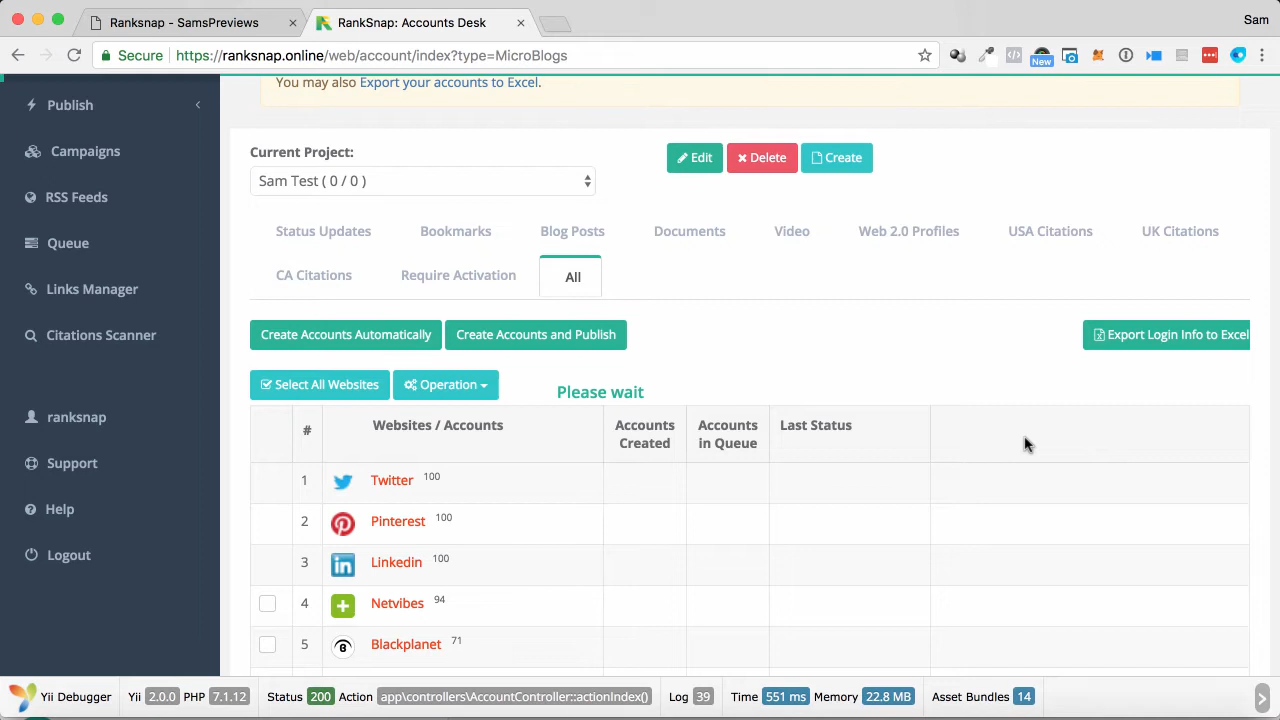 Ranksnap - SamsPreviews
RankSnap: Accounts Desk
Sam
Secure
https://ranksnap.online/web/account/index?type=MicroBlogs
New
You may also Export your accounts to Excel.
Publish
Campaigns
RSS Feeds
Queue
Links Manager
Citations Scanner
ranksnap
Support
Help
Logout
Current Project:
Sam Test ( 0 / 0 )
Edit
Delete
Create
Status Updates
Bookmarks
Blog Posts
Documents
Video
Web 2.0 Profiles
USA Citations
UK Citations
CA Citations
Require Activation
All
Create Accounts Automatically
Create Accounts and Publish
Export Login Info to Excel
Select All Websites
Operation
Please wait
#
Websites / Accounts
Accounts
Created
Accounts
in Queue
Last Status
1 Twitter 100
2 Pinterest 100
3 Linkedin 100
4 Netvibes 94
5 Blackplanet 71
Yii Debugger
Yii 2.0.0 PHP 7.1.12
Status 200 Action app\controllers\AccountController::actionIndex()
Log 39
Time 551 ms Memory 22.8 MB
Asset Bundles 14